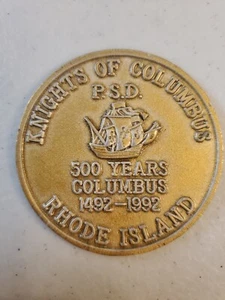 KNIGHTS OF COLUMBUS
P.S.D.
500 YEARS
COLUMBUS
1492-1992
RHODE ISLAND